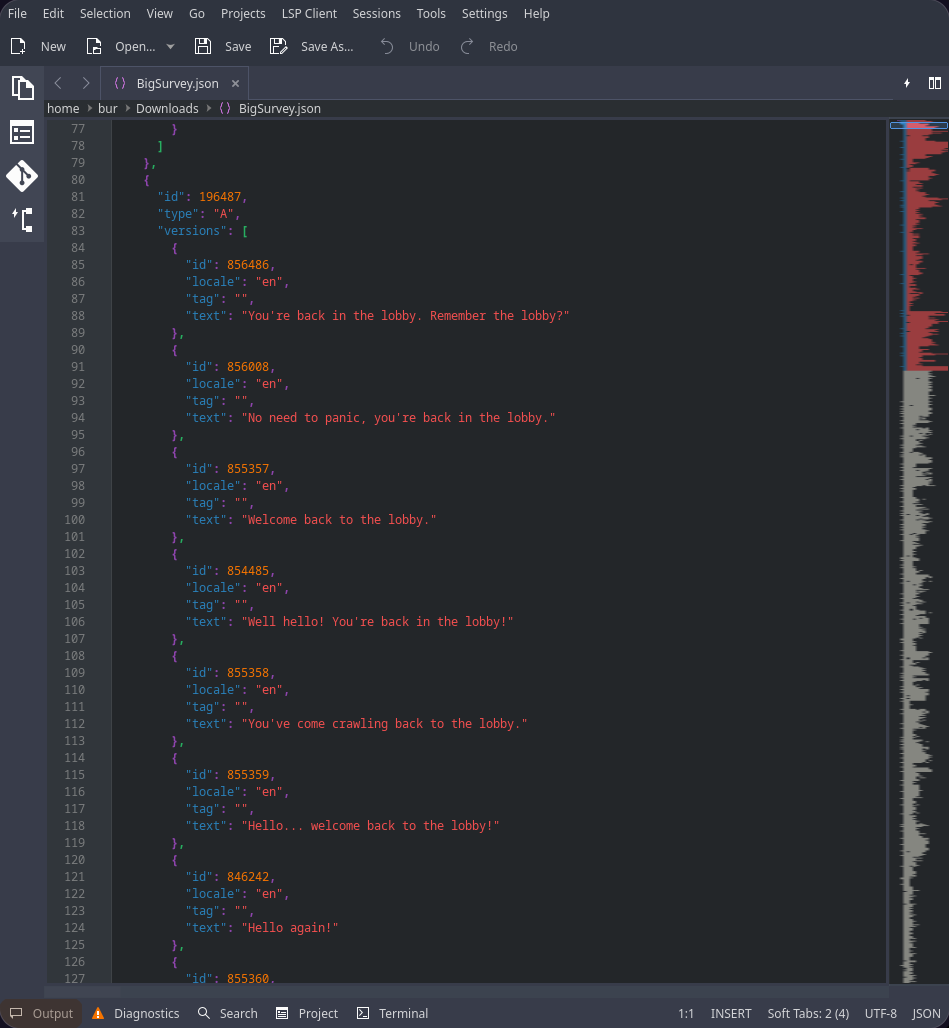 File Edit Selection View Go Projects LSP Client Sessions Tools Settings Help
New Open... Save Save As... Undo Redo
BigSurvey.json
home bur Downloads BigSurvey.json
77 }
78 ]
79 },
80 {
81 "id": 196487,
82 "type": "A",
83 "versions": [
84 {
85 "id": 856486,
86 "locale": "en",
87 "tag": "",
88 "text": "You're back in the lobby. Remember the lobby?"
89 },
90 {
91 "id": 856008,
92 "locale": "en",
93 "tag": "",
94 "text": "No need to panic, you're back in the lobby."
95 },
96 {
97 "id": 855357,
98 "locale": "en",
99 "tag": "",
100 "text": "Welcome back to the lobby."
101 },
102 {
103 "id": 854485,
104 "locale": "en",
105 "tag": "",
106 "text": "Well hello! You're back in the lobby!"
107 },
108 {
109 "id": 855358,
110 "locale": "en",
111 "tag": "",
112 "text": "You've come crawling back to the lobby."
113 },
114 {
115 "id": 855359,
116 "locale": "en",
117 "tag": "",
118 "text": "Hello... welcome back to the lobby!"
119 },
120 {
121 "id": 846242,
122 "locale": "en",
123 "tag": "",
124 "text": "Hello again!"
125 },
126 {
127 "id": 855360,
Output Diagnostics Search Project Terminal 1:1 INSERT Soft Tabs: 2 (4) UTF-8 JSON